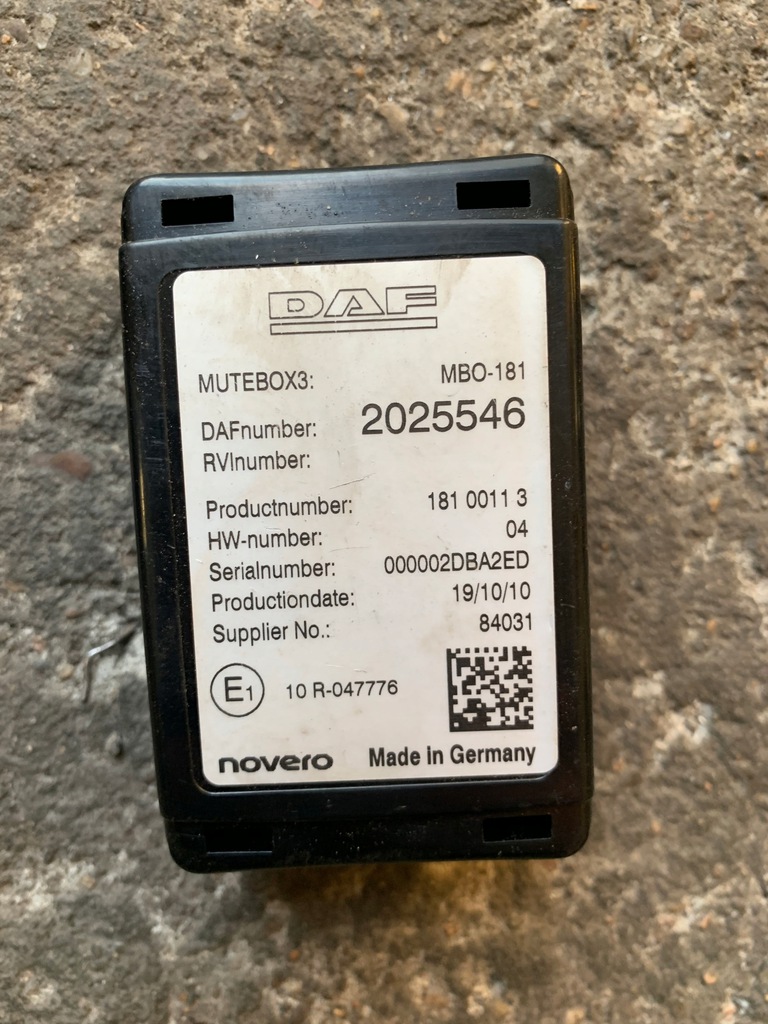 DAF
MUTEBOX3: MBO-181
DAFnumber: 2025546
RVInumber:
Productnumber: 181 0011 3
HW-number: 04
Serialnumber: 000002DBA2ED
Productiondate: 19/10/10
Supplier No.: 84031
E1 10 R-047776
novero Made in Germany